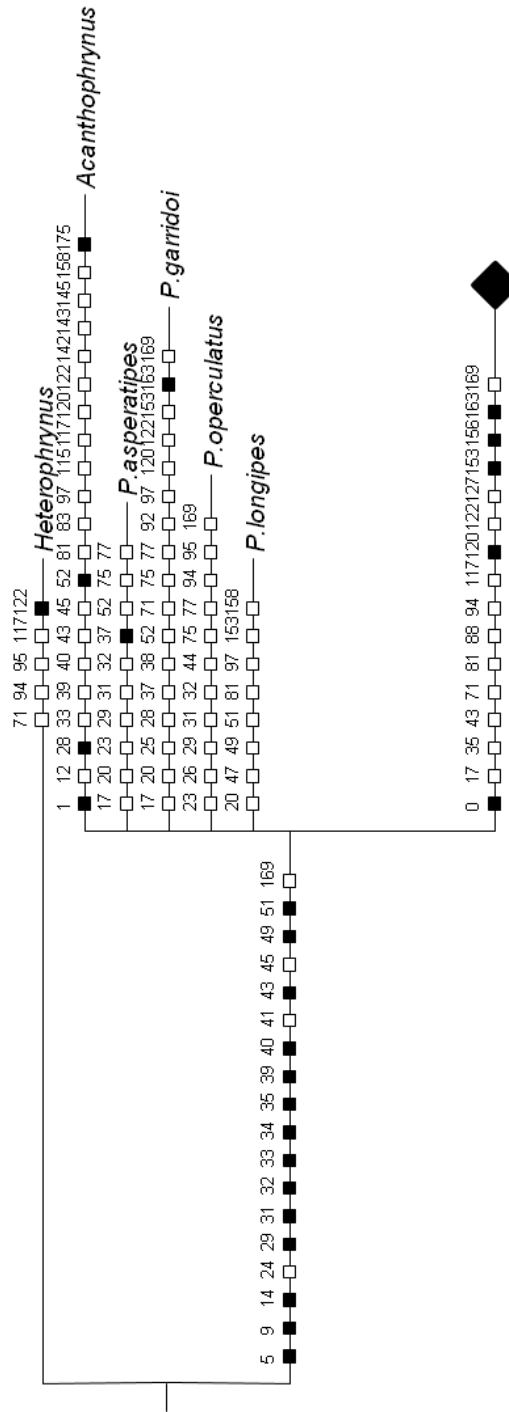 71 94 95 117122 Heterophrynus
1 12 28 33 39 40 43 45 52 81 83 97 115117120122142143145158175 Acanthophrynus
17 20 23 29 31 32 37 52 75 77 P.asperatipes
17 20 25 28 37 38 52 71 75 77 92 97 120122153163169 P.garridoi
23 26 29 31 32 44 75 77 94 95 169 P.operculatus
20 47 49 51 81 97 153158 P.longipes
5 9 14 24 29 31 32 33 34 35 39 40 41 43 45 49 51 169
0 17 35 43 71 81 88 94 117120122127153156163169